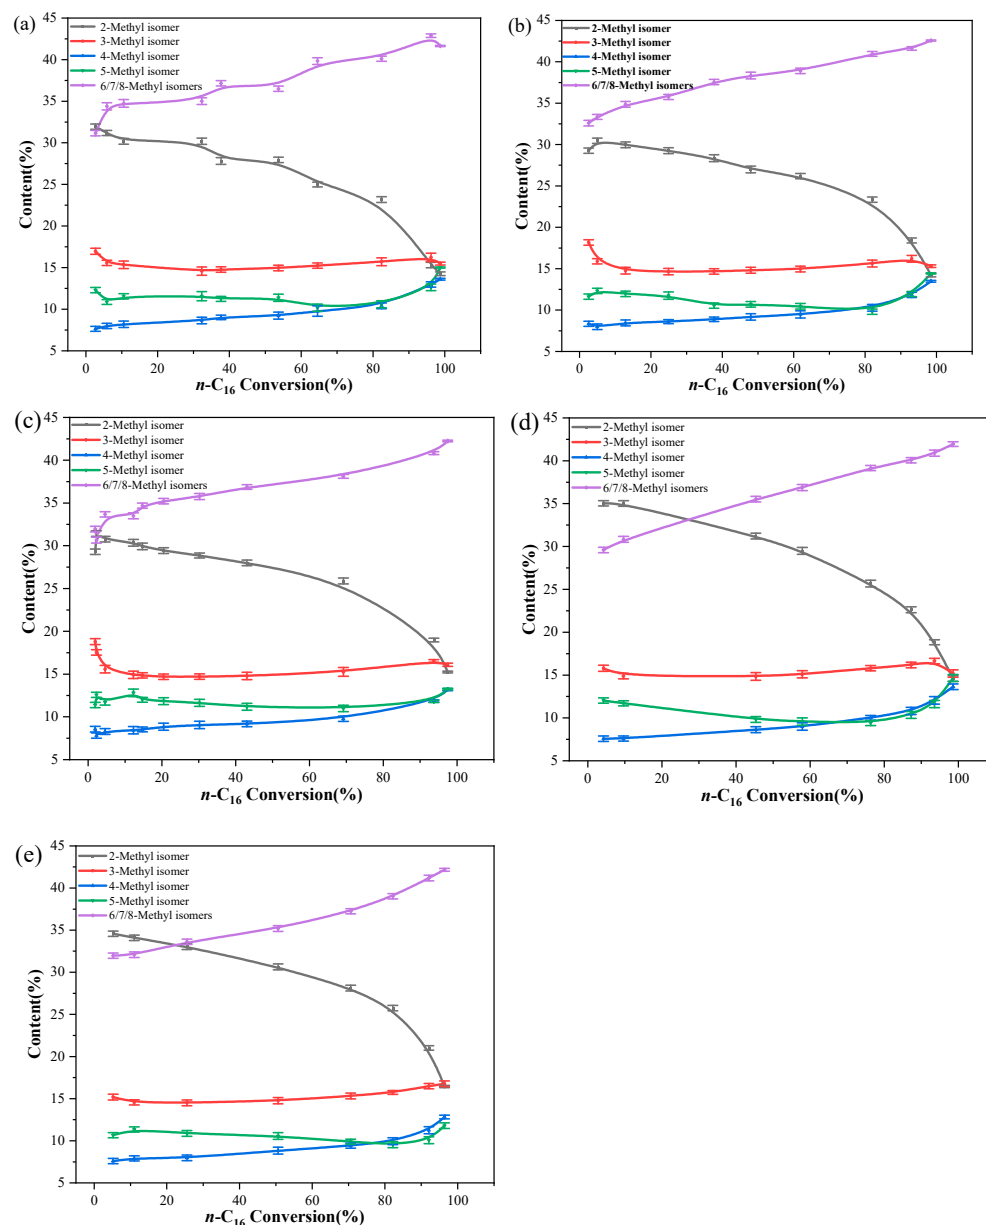 (a)
2-Methyl isomer
3-Methyl isomer
4-Methyl isomer
5-Methyl isomer
6/7/8-Methyl isomers
45
40
35
30
25
20
15
10
5
Content(%)
0 20 40 60 80 100
n-C16 Conversion(%)
(b)
2-Methyl isomer
3-Methyl isomer
4-Methyl isomer
5-Methyl isomer
6/7/8-Methyl isomers
45
40
35
30
25
20
15
10
5
Content(%)
0 20 40 60 80 100
n-C16 Conversion(%)
(c)
2-Methyl isomer
3-Methyl isomer
4-Methyl isomer
5-Methyl isomer
6/7/8-Methyl isomers
45
40
35
30
25
20
15
10
5
Content(%)
0 20 40 60 80 100
n-C16 Conversion(%)
(d)
2-Methyl isomer
3-Methyl isomer
4-Methyl isomer
5-Methyl isomer
6/7/8-Methyl isomers
45
40
35
30
25
20
15
10
5
Content(%)
0 20 40 60 80 100
n-C16 Conversion(%)
(e)
2-Methyl isomer
3-Methyl isomer
4-Methyl isomer
5-Methyl isomer
6/7/8-Methyl isomers
45
40
35
30
25
20
15
10
5
Content(%)
0 20 40 60 80 100
n-C16 Conversion(%)